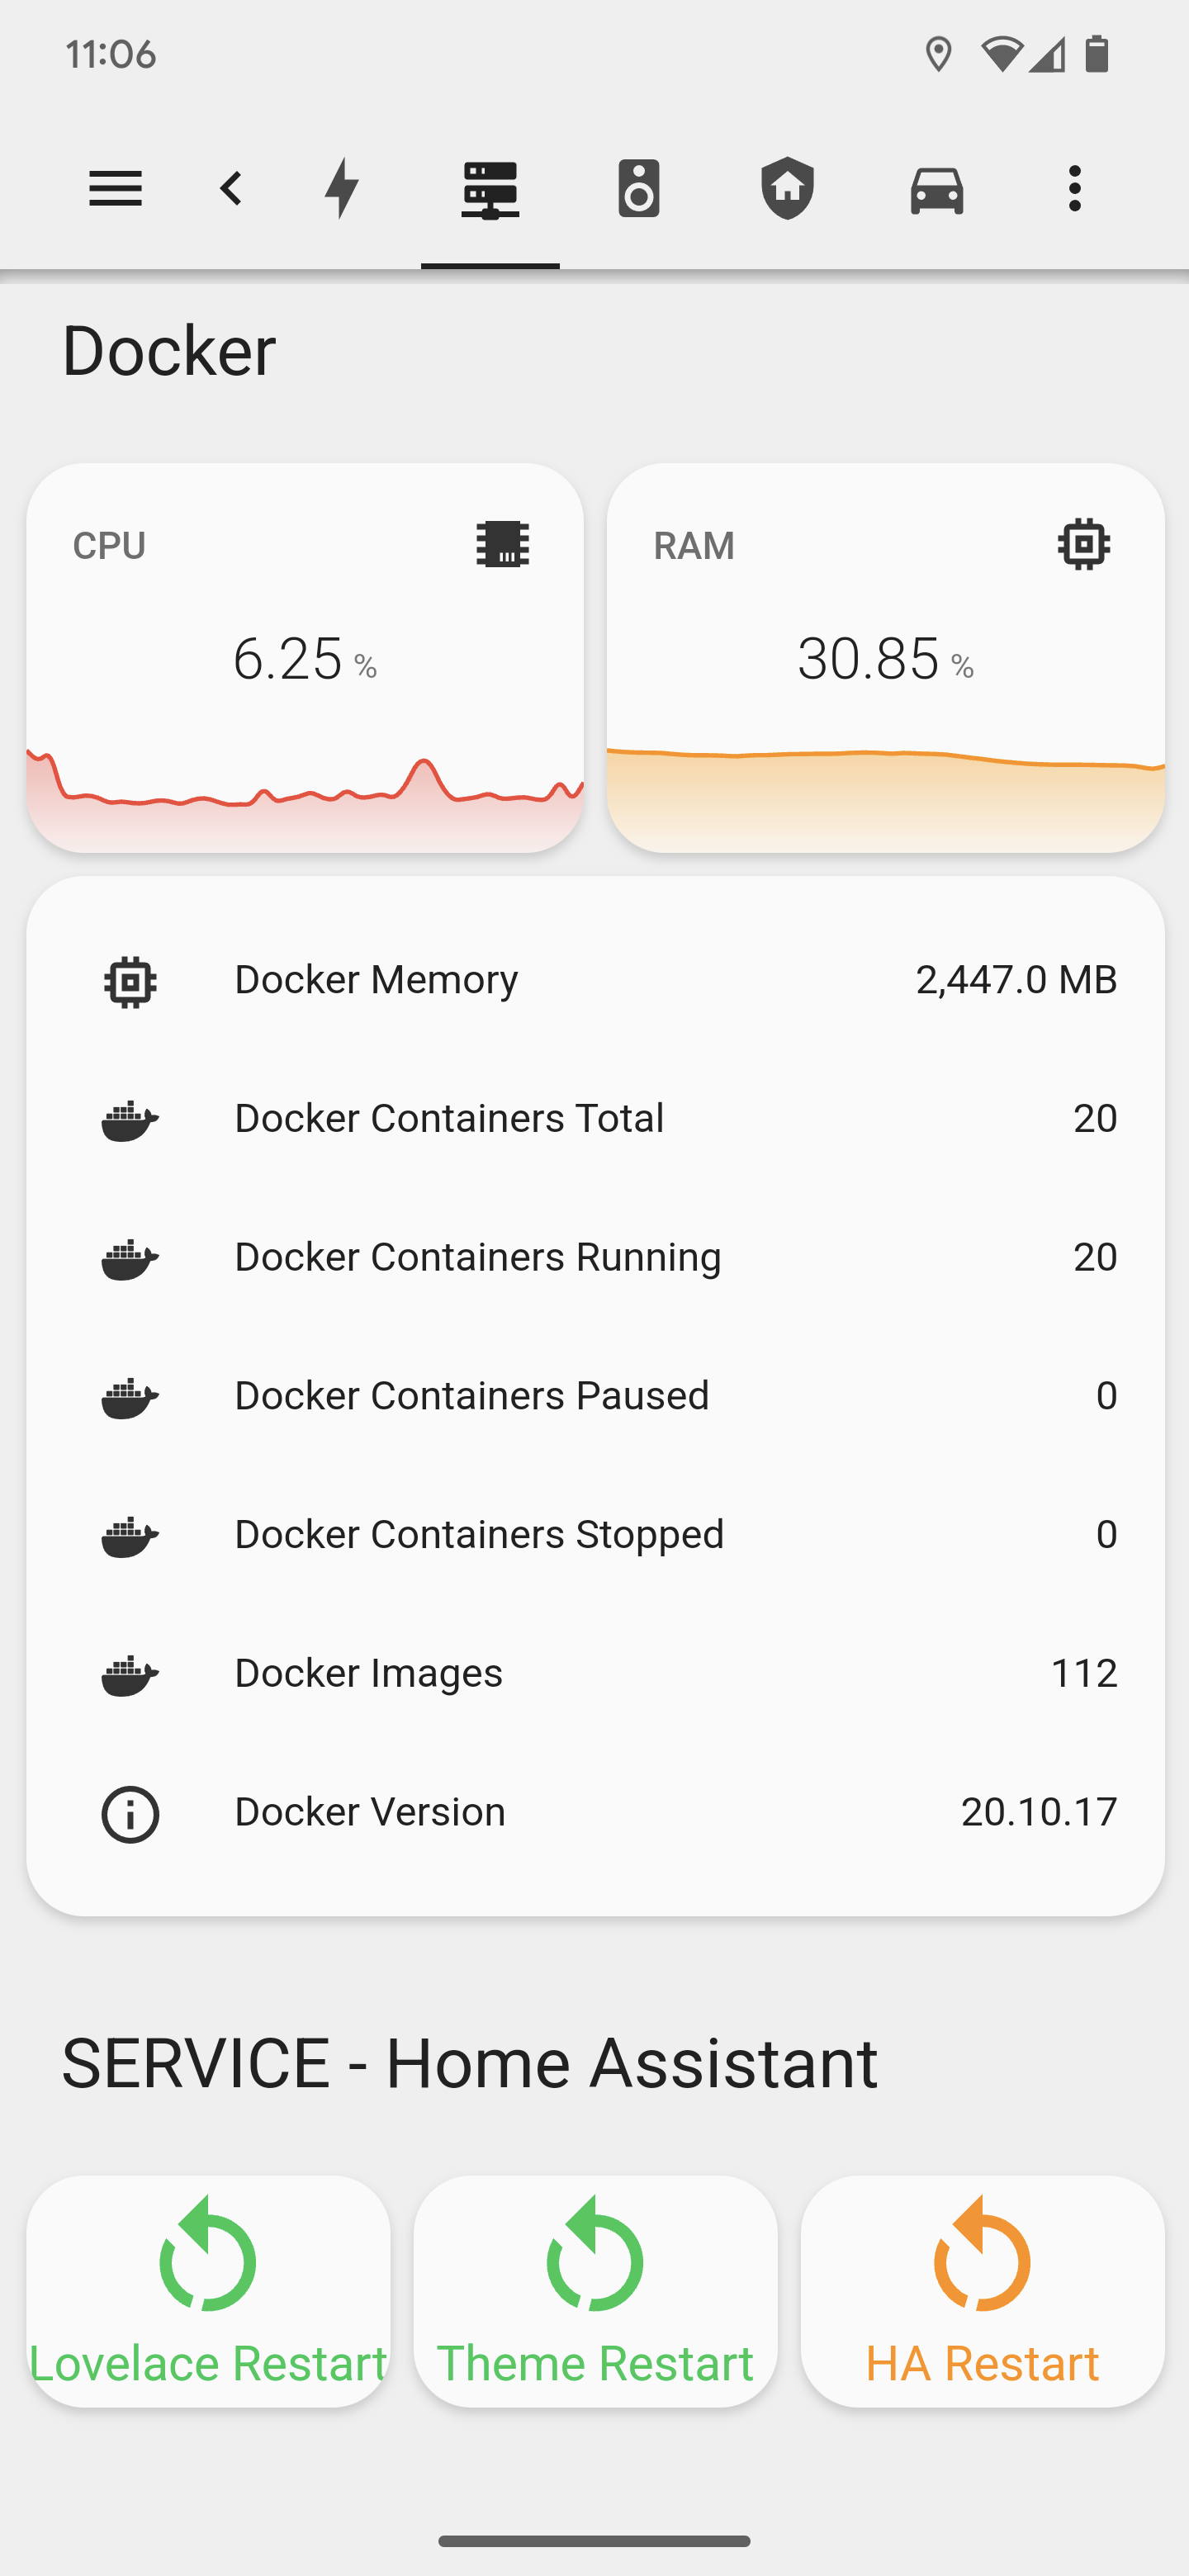 11:06
Docker
CPU
RAM
6.25 %
30.85 %
Docker Memory 2,447.0 MB
Docker Containers Total 20
Docker Containers Running 20
Docker Containers Paused 0
Docker Containers Stopped 0
Docker Images 112
Docker Version 20.10.17
SERVICE - Home Assistant
Lovelace Restart
Theme Restart
HA Restart